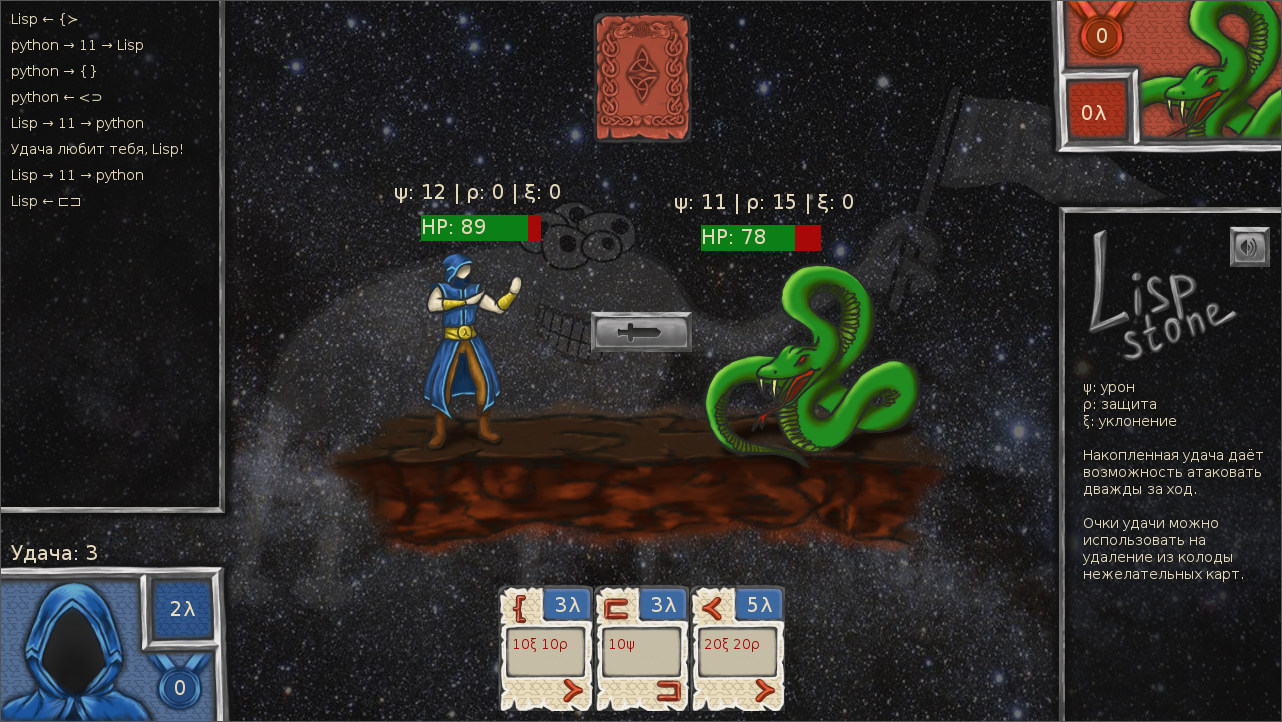 Lisp ← {≻
python → 11 → Lisp
python → { }
python ← <⊃
Lisp → 11 → python
Удача любит тебя, Lisp!
Lisp → 11 → python
Lisp ← ⊏⊐
0
0λ
ψ: 12 | ρ: 0 | ξ: 0
HP: 89
ψ: 11 | ρ: 15 | ξ: 0
HP: 78
Lisp
stone
ψ: урон
ρ: защита
ξ: уклонение
Накопленная удача даёт
возможность атаковать
дважды за ход.
Очки удачи можно
использовать на
удаление из колоды
нежелательных карт.
Удача: 3
2λ
0
{ 3λ
10ξ 10ρ
≻
⊏ 3λ
10ψ
⊐
≺ 5λ
20ξ 20ρ
≻